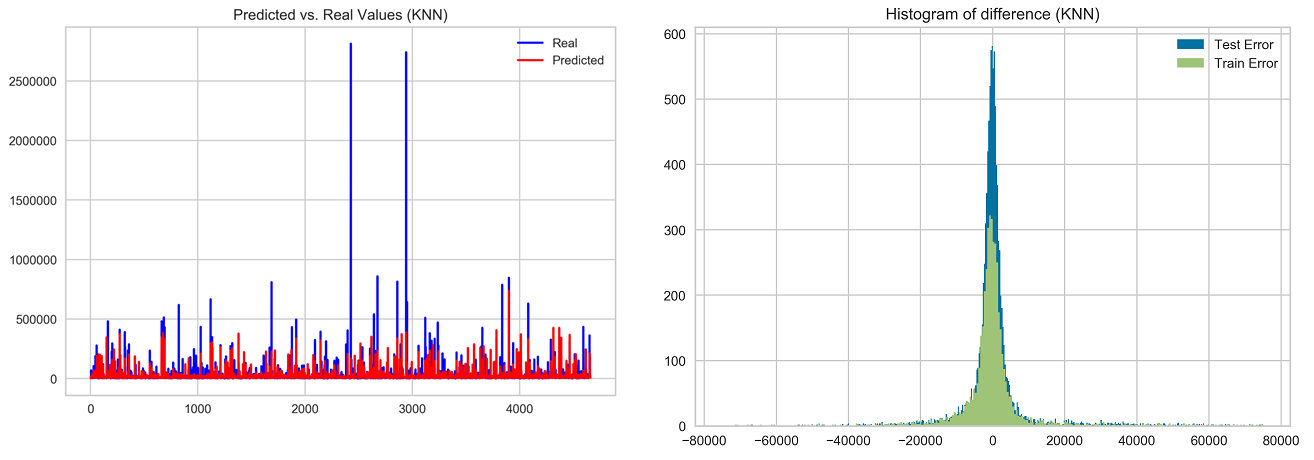 Predicted vs. Real Values (KNN)
Real
Predicted
2500000
2000000
1500000
1000000
500000
0
0 1000 2000 3000 4000
Histogram of difference (KNN)
Test Error
Train Error
600
500
400
300
200
100
0
−80000 −60000 −40000 −20000 0 20000 40000 60000 80000